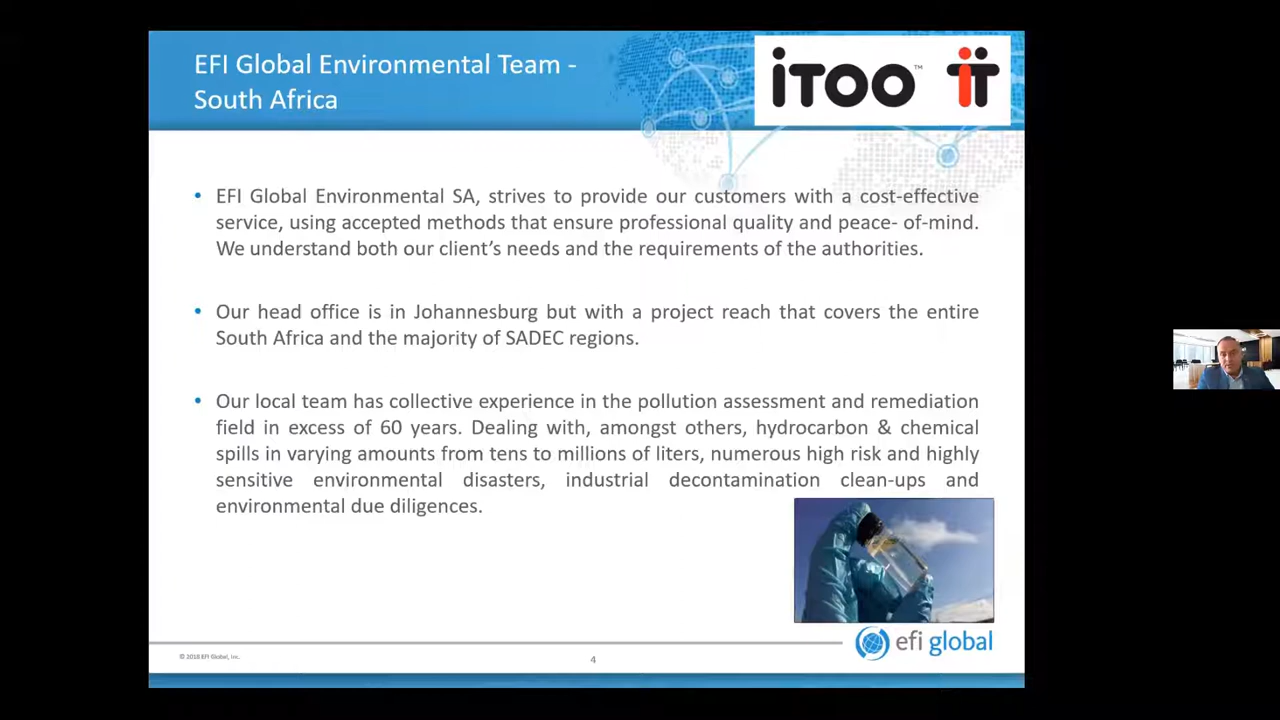 EFI Global Environmental Team -
South Africa
iTOO™ iT
• EFI Global Environmental SA, strives to provide our customers with a cost-effective
service, using accepted methods that ensure professional quality and peace- of-mind.
We understand both our client's needs and the requirements of the authorities.
• Our head office is in Johannesburg but with a project reach that covers the entire
South Africa and the majority of SADEC regions.
• Our local team has collective experience in the pollution assessment and remediation
field in excess of 60 years. Dealing with, amongst others, hydrocarbon & chemical
spills in varying amounts from tens to millions of liters, numerous high risk and highly
sensitive environmental disasters, industrial decontamination clean-ups and
environmental due diligences.
efi global
© 2018 EFI Global, Inc.
4